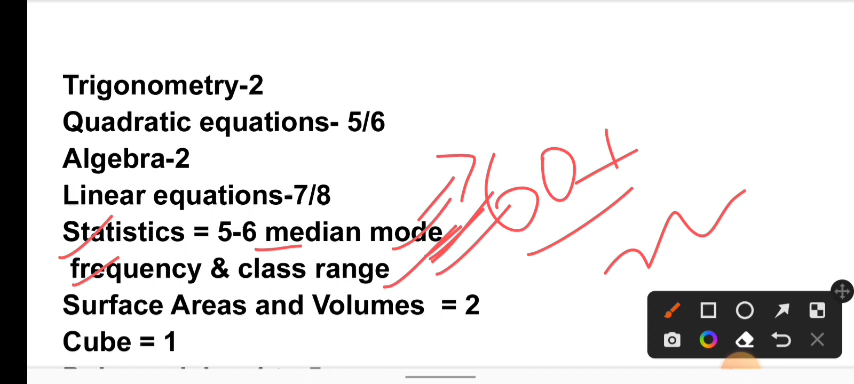 Trigonometry-2
Quadratic equations- 5/6
Algebra-2
Linear equations-7/8
Statistics = 5-6 median mode
frequency & class range
60+
Surface Areas and Volumes  = 2
Cube = 1